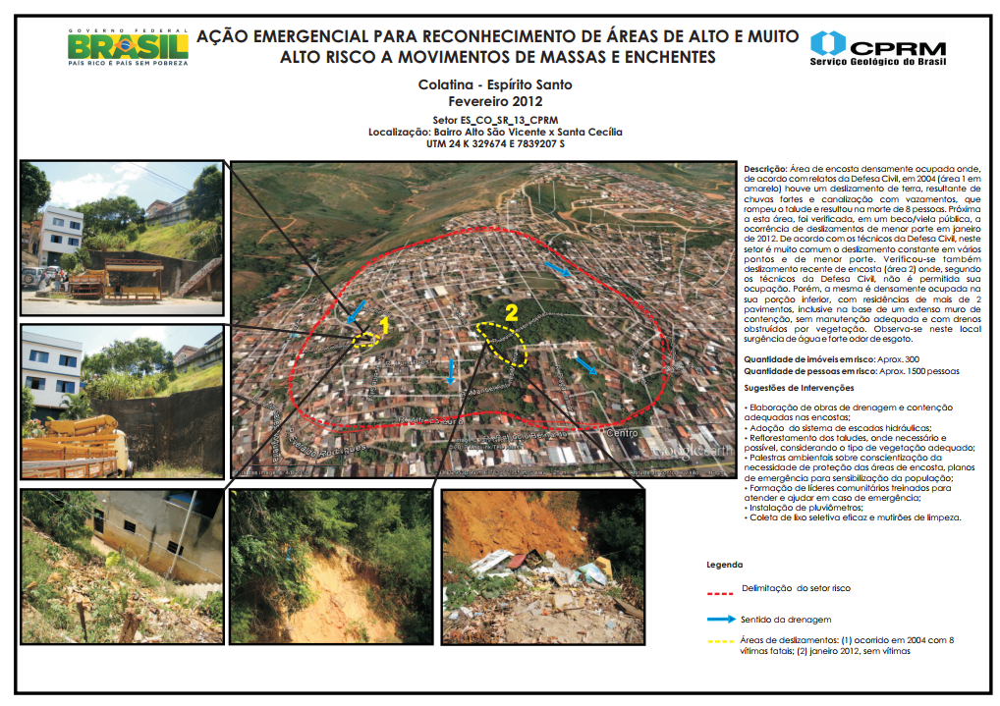 GOVERNO FEDERAL
BRASIL
PAÍS RICO É PAÍS SEM POBREZA
AÇÃO EMERGENCIAL PARA RECONHECIMENTO DE ÁREAS DE ALTO E MUITO
ALTO RISCO A MOVIMENTOS DE MASSAS E ENCHENTES
CPRM
Serviço Geológico do Brasil
Colatina - Espírito Santo
Fevereiro 2012
Setor ES_CO_SR_13_CPRM
Localização: Bairro Alto São Vicente x Santa Cecília
UTM 24 K 329674 E 7839207 S
1
2
Centro
Google earth
Descrição: Área de encosta densamente ocupada onde,
de acordo com relatos da Defesa Civil, em 2004 (área 1 em
amarelo) houve um deslizamento de terra, resultante de
chuvas fortes e canalização com vazamentos, que
rompeu o talude e resultou na morte de 8 pessoas. Próxima
a esta área, foi verificada, em um beco/viela pública, a
ocorrência de deslizamentos de menor porte em janeiro
de 2012. De acordo com os técnicos da Defesa Civil, neste
setor é muito comum o deslizamento constante em vários
pontos e de menor porte. Verificou-se também
deslizamento recente de encosta (área 2) onde, segundo
os técnicos da Defesa Civil, não é permitida sua
ocupação. Porém, a mesma é densamente ocupada na
sua porção inferior, com residências de mais de 2
pavimentos, inclusive na base de um extenso muro de
contenção, sem manutenção adequada e com drenos
obstruídos por vegetação. Observa-se neste local
surgência de água e forte odor de esgoto.
Quantidade de imóveis em risco: Aprox. 300
Quantidade de pessoas em risco: Aprox. 1500 pessoas
Sugestões de Intervenções
• Elaboração de obras de drenagem e contenção
adequadas nas encostas;
• Adoção do sistema de escadas hidráulicas;
• Reflorestamento dos taludes, onde necessário e
possível, considerando o tipo de vegetação adequado;
• Palestras ambientais sobre conscientização da
necessidade de proteção das áreas de encosta, planos
de emergência para sensibilização da população;
• Formação de líderes comunitários treinados para
atender e ajudar em caso de emergência;
• Instalação de pluviômetros;
• Coleta de lixo seletiva eficaz e mutirões de limpeza.
Legenda
Delimitação do setor risco
Sentido da drenagem
Áreas de deslizamentos: (1) ocorrido em 2004 com 8
vítimas fatais; (2) janeiro 2012, sem vítimas